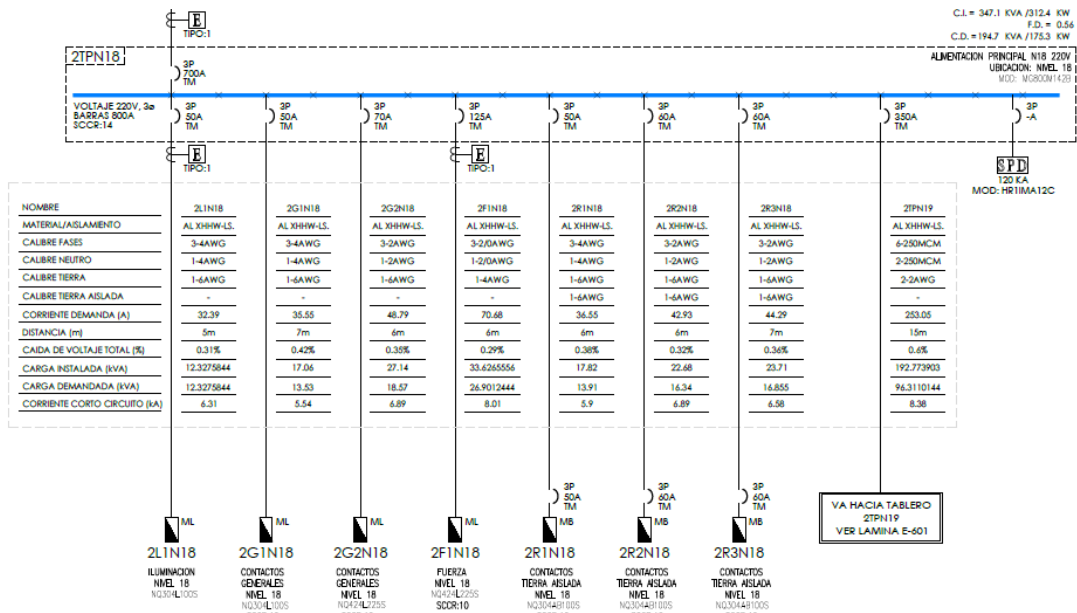 C.I. = 347.1 KVA /312.4 KW
F.D. = 0.56
C.D. =194.7 KVA /175.3 KW
E
TIPO:1
2TPN18
ALIMENTACION PRINCIPAL N18 220V
UBICACION: NIVEL 18
MOD: MG800M142B
3P
700A
TM
VOLTAJE 220V, 3ø
BARRAS 800A
SCCR:14
3P
50A
TM
3P
50A
TM
3P
70A
TM
3P
125A
TM
3P
50A
TM
3P
60A
TM
3P
60A
TM
3P
350A
TM
3P
-A
E
TIPO:1
E
TIPO:1
SPD
120 KA
MOD: HR1IMA12C
NOMBRE 2L1N18 2G1N18 2G2N18 2F1N18 2R1N18 2R2N18 2R3N18 2TPN19
MATERIAL/AISLAMIENTO AL XHHW-LS. AL XHHW-LS. AL XHHW-LS. AL XHHW-LS. AL XHHW-LS. AL XHHW-LS. AL XHHW-LS. AL XHHW-LS.
CALIBRE FASES 3-4AWG 3-4AWG 3-2AWG 3-2/0AWG 3-4AWG 3-2AWG 3-2AWG 6-250MCM
CALIBRE NEUTRO 1-4AWG 1-4AWG 1-2AWG 1-2/0AWG 1-4AWG 1-2AWG 1-2AWG 2-250MCM
CALIBRE TIERRA 1-6AWG 1-6AWG 1-6AWG 1-4AWG 1-6AWG 1-6AWG 1-6AWG 2-2AWG
CALIBRE TIERRA AISLADA - - - - 1-6AWG 1-6AWG 1-6AWG -
CORRIENTE DEMANDA (A) 32.39 35.55 48.79 70.68 36.55 42.93 44.29 253.05
DISTANCIA (m) 5m 7m 6m 6m 6m 6m 7m 15m
CAIDA DE VOLTAJE TOTAL (%) 0.31% 0.42% 0.35% 0.29% 0.38% 0.32% 0.36% 0.6%
CARGA INSTALADA (kVA) 12.3275844 17.06 27.14 33.6265556 17.82 22.68 23.71 192.773903
CARGA DEMANDADA (kVA) 12.3275844 13.53 18.57 26.9012444 13.91 16.34 16.855 96.3110144
CORRIENTE CORTO CIRCUITO (kA) 6.31 5.54 6.89 8.01 5.9 6.89 6.58 8.38
3P
50A
TM
3P
60A
TM
3P
60A
TM
VA HACIA TABLERO
2TPN19
VER LAMINA E-601
ML ML ML ML MB MB MB
2L1N18 2G1N18 2G2N18 2F1N18 2R1N18 2R2N18 2R3N18
ILUMINACION
NIVEL 18
NQ304L100S
CONTACTOS
GENERALES
NIVEL 18
NQ304L100S
CONTACTOS
GENERALES
NIVEL 18
NQ424L225S
FUERZA
NIVEL 18
NQ424L225S
SCCR:10
CONTACTOS
TIERRA AISLADA
NIVEL 18
NQ304AB100S
CONTACTOS
TIERRA AISLADA
NIVEL 18
NQ304AB100S
CONTACTOS
TIERRA AISLADA
NIVEL 18
NQ304AB100S